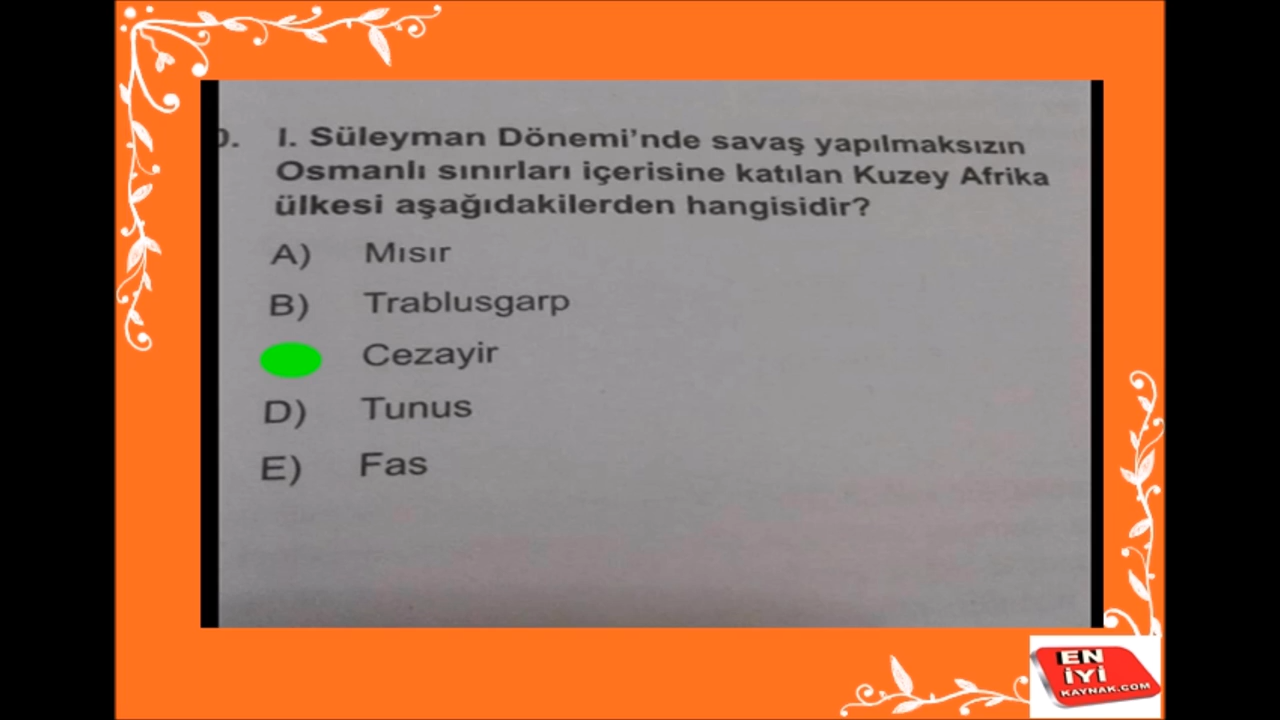 I. Süleyman Dönemi'nde savaş yapılmaksızın
Osmanlı sınırları içerisine katılan Kuzey Afrika
ülkesi aşağıdakilerden hangisidir?
A) Mısır
B) Trablusgarp
Cezayir
D) Tunus
E) Fas
EN
İYİ
KAYNAK.COM